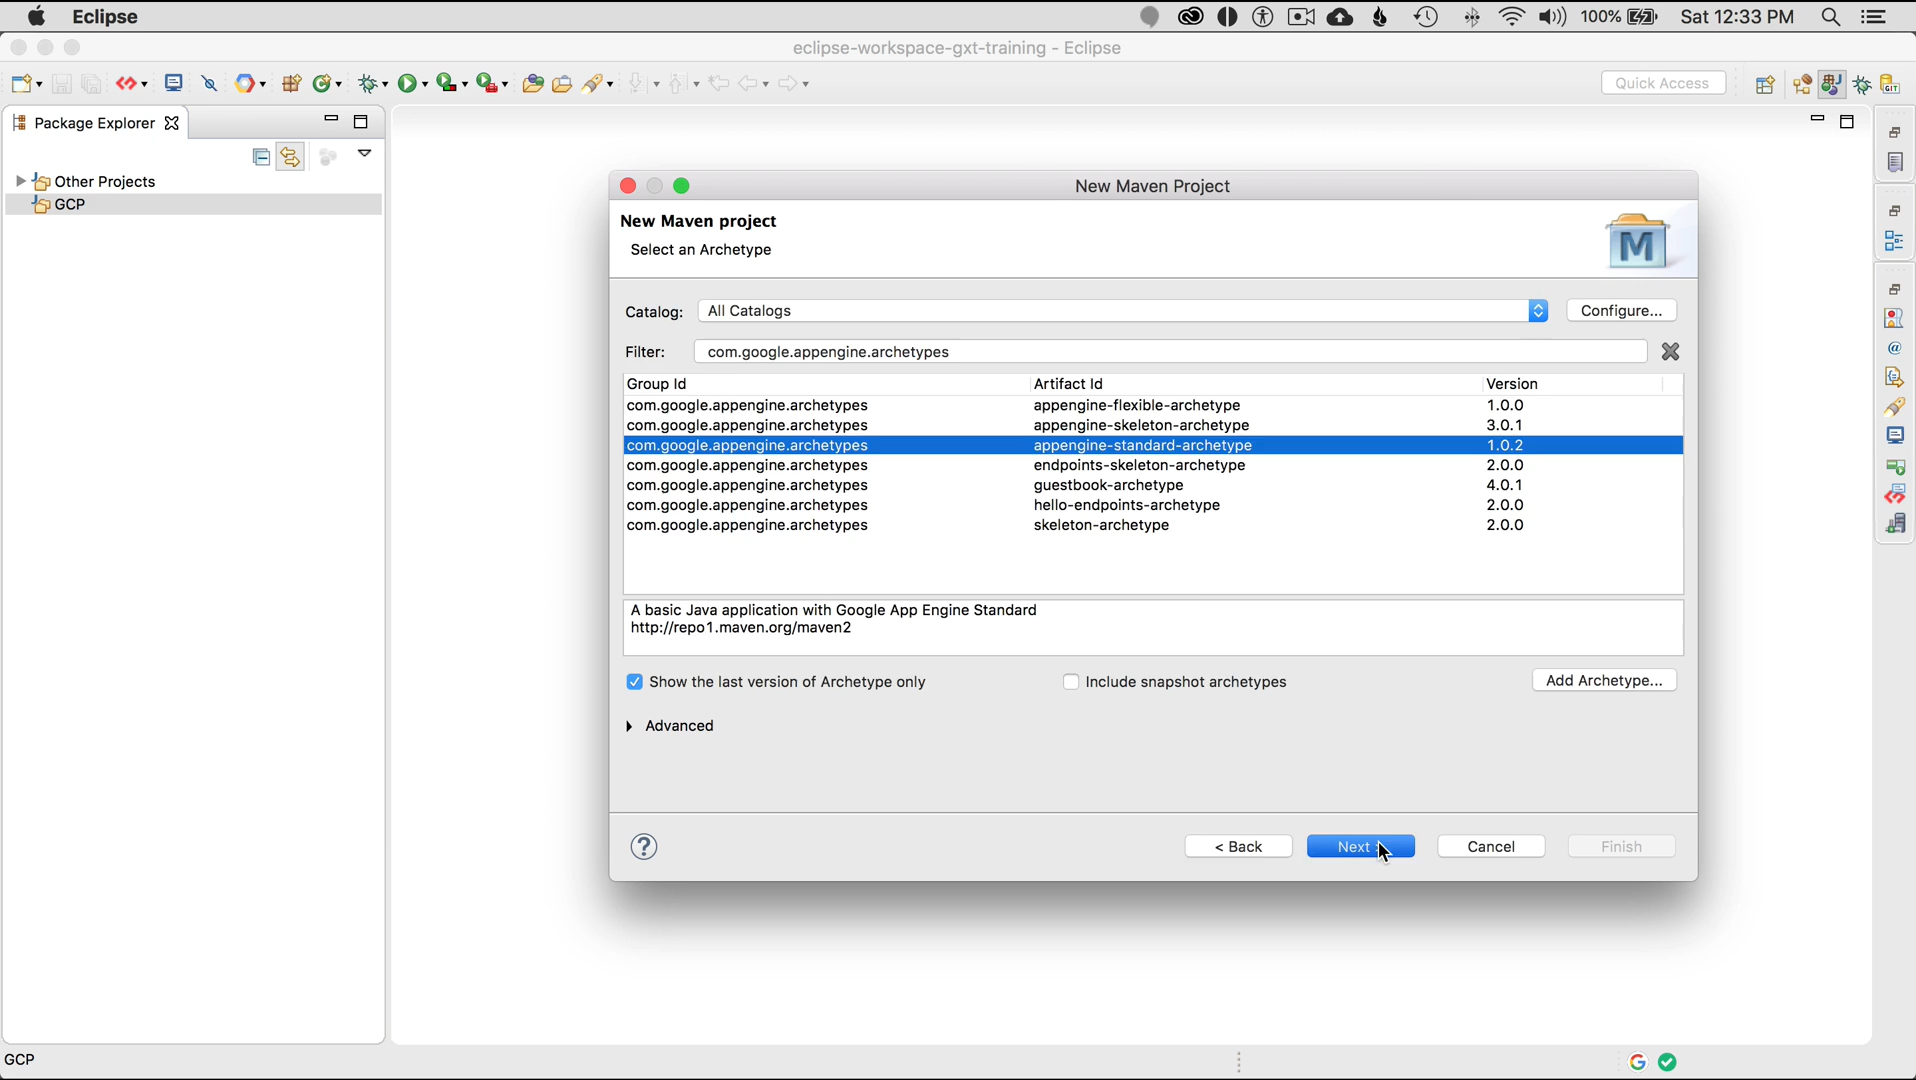 Eclipse
100%
Sat 12:33 PM
eclipse-workspace-gxt-training - Eclipse
Quick Access
GIT
Package Explorer
Other Projects
GCP
New Maven Project
New Maven project
Select an Archetype
M
Catalog: All Catalogs Configure...
Filter: com.google.appengine.archetypes
Group Id Artifact Id Version
com.google.appengine.archetypes appengine-flexible-archetype 1.0.0
com.google.appengine.archetypes appengine-skeleton-archetype 3.0.1
com.google.appengine.archetypes appengine-standard-archetype 1.0.2
com.google.appengine.archetypes endpoints-skeleton-archetype 2.0.0
com.google.appengine.archetypes guestbook-archetype 4.0.1
com.google.appengine.archetypes hello-endpoints-archetype 2.0.0
com.google.appengine.archetypes skeleton-archetype 2.0.0
A basic Java application with Google App Engine Standard
http://repo1.maven.org/maven2
Show the last version of Archetype only Include snapshot archetypes Add Archetype...
Advanced
? < Back Next > Cancel Finish
GCP
G